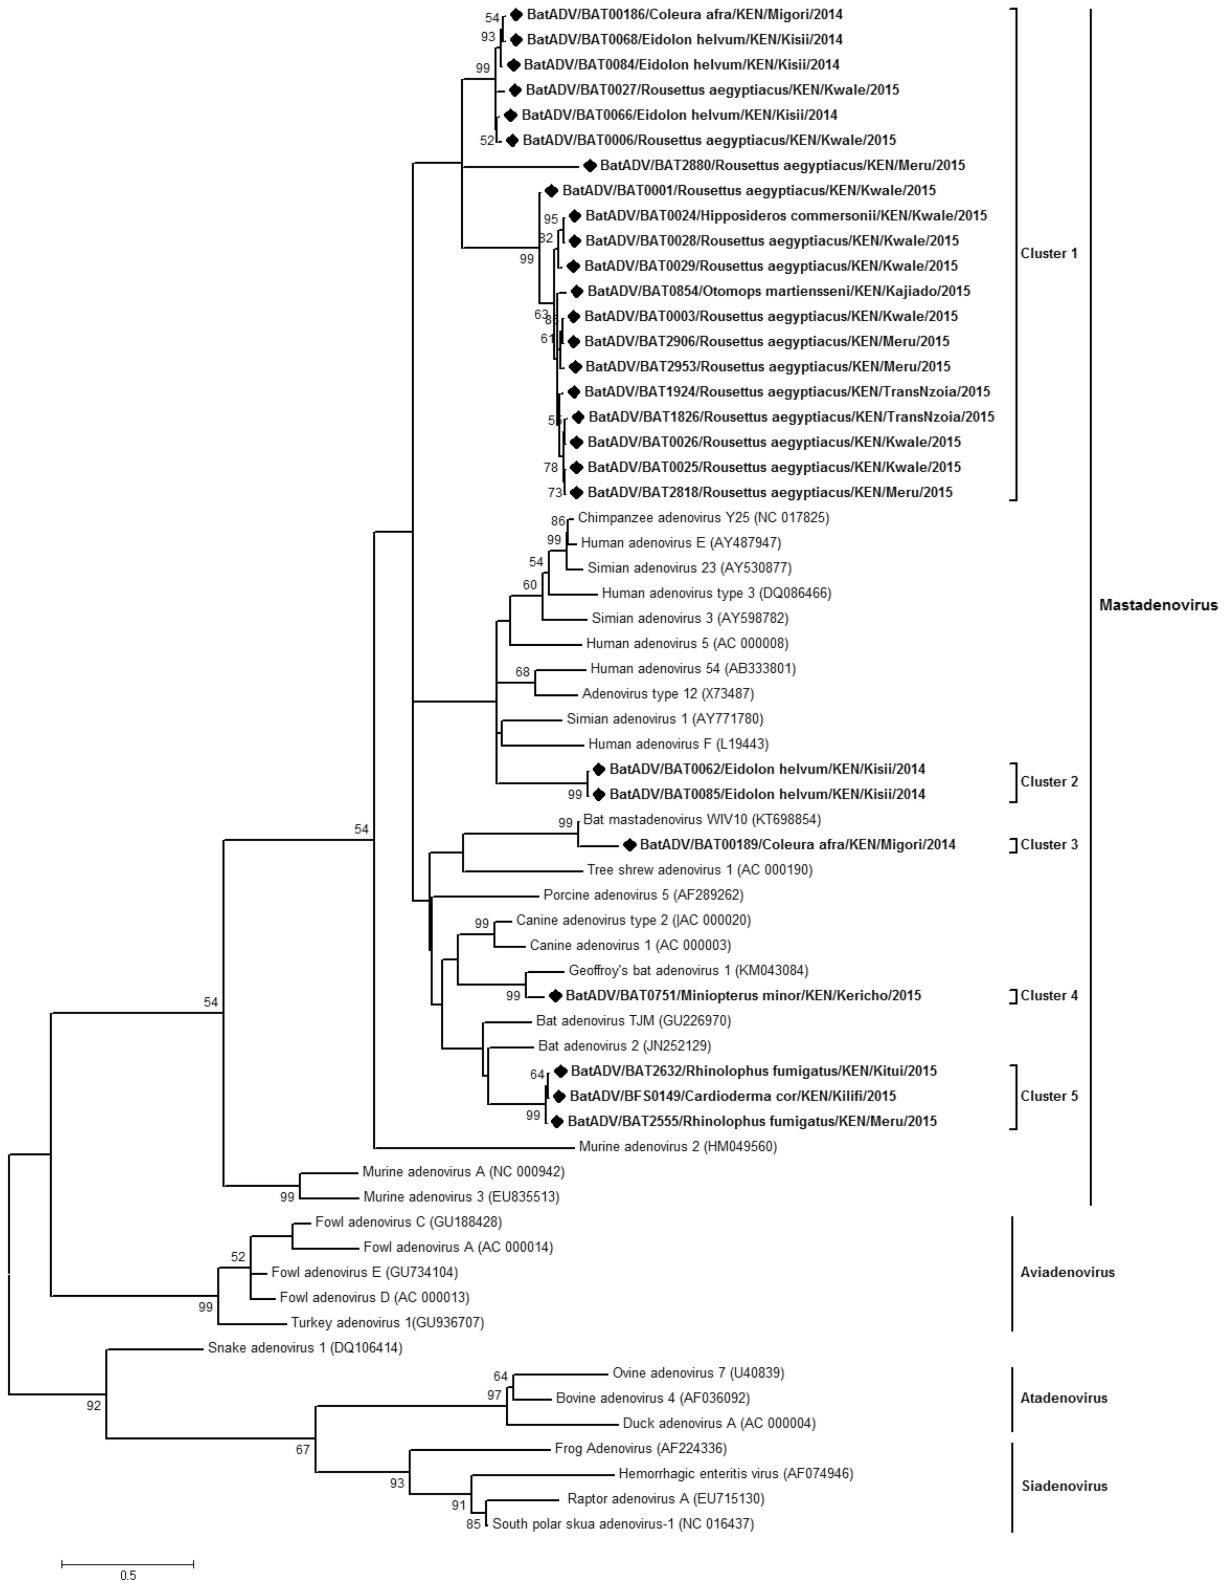 54
BatADV/BAT00186/Coleura afra/KEN/Migori/2014
93
BatADV/BAT0068/Eidolon helvum/KEN/Kisii/2014
99
BatADV/BAT0084/Eidolon helvum/KEN/Kisii/2014
BatADV/BAT0027/Rousettus aegyptiacus/KEN/Kwale/2015
BatADV/BAT0066/Eidolon helvum/KEN/Kisii/2014
52
BatADV/BAT0006/Rousettus aegyptiacus/KEN/Kwale/2015
BatADV/BAT2880/Rousettus aegyptiacus/KEN/Meru/2015
BatADV/BAT0001/Rousettus aegyptiacus/KEN/Kwale/2015
95
BatADV/BAT0024/Hipposideros commersonii/KEN/Kwale/2015
82
BatADV/BAT0028/Rousettus aegyptiacus/KEN/Kwale/2015
Cluster 1
99
BatADV/BAT0029/Rousettus aegyptiacus/KEN/Kwale/2015
BatADV/BAT0854/Otomops martiensseni/KEN/Kajiado/2015
63
BatADV/BAT0003/Rousettus aegyptiacus/KEN/Kwale/2015
61
BatADV/BAT2906/Rousettus aegyptiacus/KEN/Meru/2015
BatADV/BAT2953/Rousettus aegyptiacus/KEN/Meru/2015
BatADV/BAT1924/Rousettus aegyptiacus/KEN/TransNzoia/2015
BatADV/BAT1826/Rousettus aegyptiacus/KEN/TransNzoia/2015
BatADV/BAT0026/Rousettus aegyptiacus/KEN/Kwale/2015
78
BatADV/BAT0025/Rousettus aegyptiacus/KEN/Kwale/2015
73
BatADV/BAT2818/Rousettus aegyptiacus/KEN/Meru/2015
86
Chimpanzee adenovirus Y25 (NC 017825)
99
Human adenovirus E (AY487947)
54
Simian adenovirus 23 (AY530877)
60
Human adenovirus type 3 (DQ086466)
Mastadenovirus
Simian adenovirus 3 (AY598782)
Human adenovirus 5 (AC 000008)
68
Human adenovirus 54 (AB333801)
Adenovirus type 12 (X73487)
Simian adenovirus 1 (AY771780)
Human adenovirus F (L19443)
BatADV/BAT0062/Eidolon helvum/KEN/Kisii/2014
Cluster 2
99
BatADV/BAT0085/Eidolon helvum/KEN/Kisii/2014
99
Bat mastadenovirus WIV10 (KT698854)
54
BatADV/BAT00189/Coleura afra/KEN/Migori/2014
Cluster 3
Tree shrew adenovirus 1 (AC 000190)
Porcine adenovirus 5 (AF289262)
99
Canine adenovirus type 2 (|AC 000020)
Canine adenovirus 1 (AC 000003)
Geoffroy's bat adenovirus 1 (KM043084)
99
BatADV/BAT0751/Miniopterus minor/KEN/Kericho/2015
Cluster 4
54
Bat adenovirus TJM (GU226970)
Bat adenovirus 2 (JN252129)
64
BatADV/BAT2632/Rhinolophus fumigatus/KEN/Kitui/2015
BatADV/BFS0149/Cardioderma cor/KEN/Kilifi/2015
Cluster 5
99
BatADV/BAT2555/Rhinolophus fumigatus/KEN/Meru/2015
Murine adenovirus 2 (HM049560)
Murine adenovirus A (NC 000942)
99
Murine adenovirus 3 (EU835513)
Fowl adenovirus C (GU188428)
Fowl adenovirus A (AC 000014)
52
Fowl adenovirus E (GU734104)
Aviadenovirus
Fowl adenovirus D (AC 000013)
99
Turkey adenovirus 1(GU936707)
Snake adenovirus 1 (DQ106414)
Ovine adenovirus 7 (U40839)
64
97
Bovine adenovirus 4 (AF036092)
Atadenovirus
92
Duck adenovirus A (AC 000004)
67
Frog Adenovirus (AF224336)
93
Hemorrhagic enteritis virus (AF074946)
Siadenovirus
91
Raptor adenovirus A (EU715130)
85
South polar skua adenovirus-1 (NC 016437)
0.5